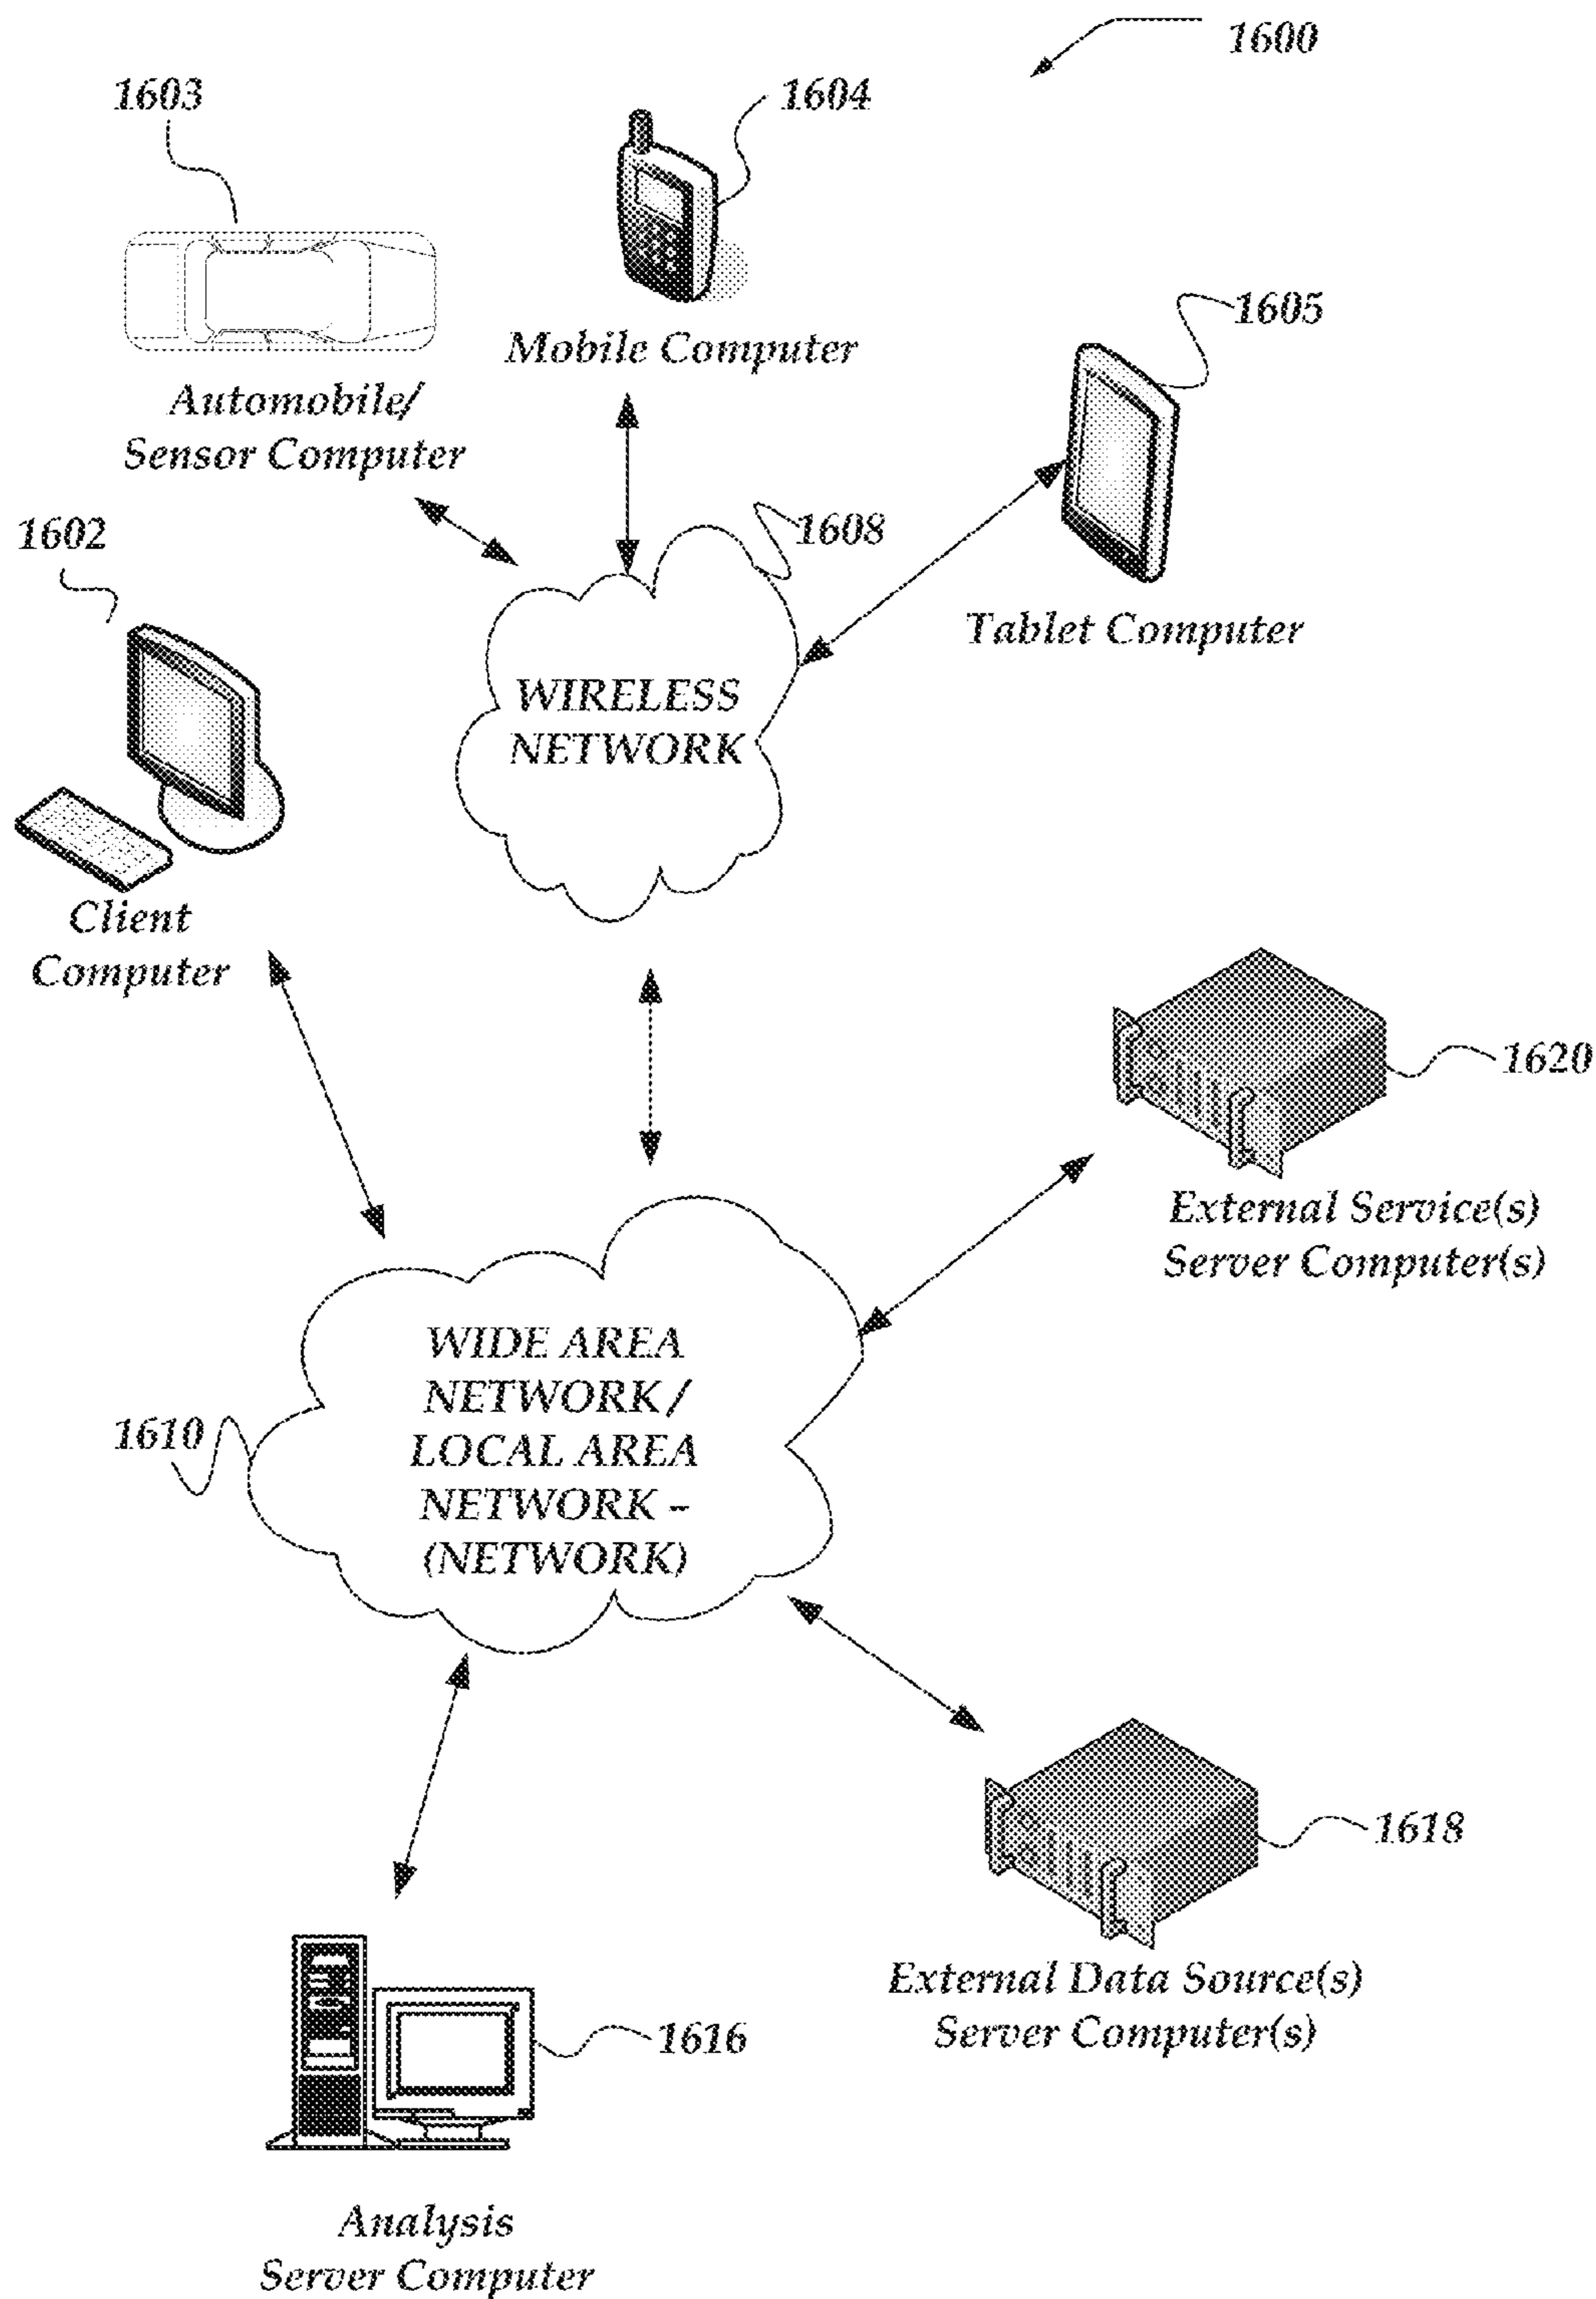 1600
1603
1604
Mobile Computer
1605
Automobile/
Sensor Computer
1602
1608
Tablet Computer
WIRELESS
NETWORK
Client
Computer
1620
External Service(s)
Server Computer(s)
WIDE AREA
NETWORK /
LOCAL AREA
NETWORK –
(NETWORK)
1610
1618
External Data Source(s)
Server Computer(s)
1616
Analysis
Server Computer